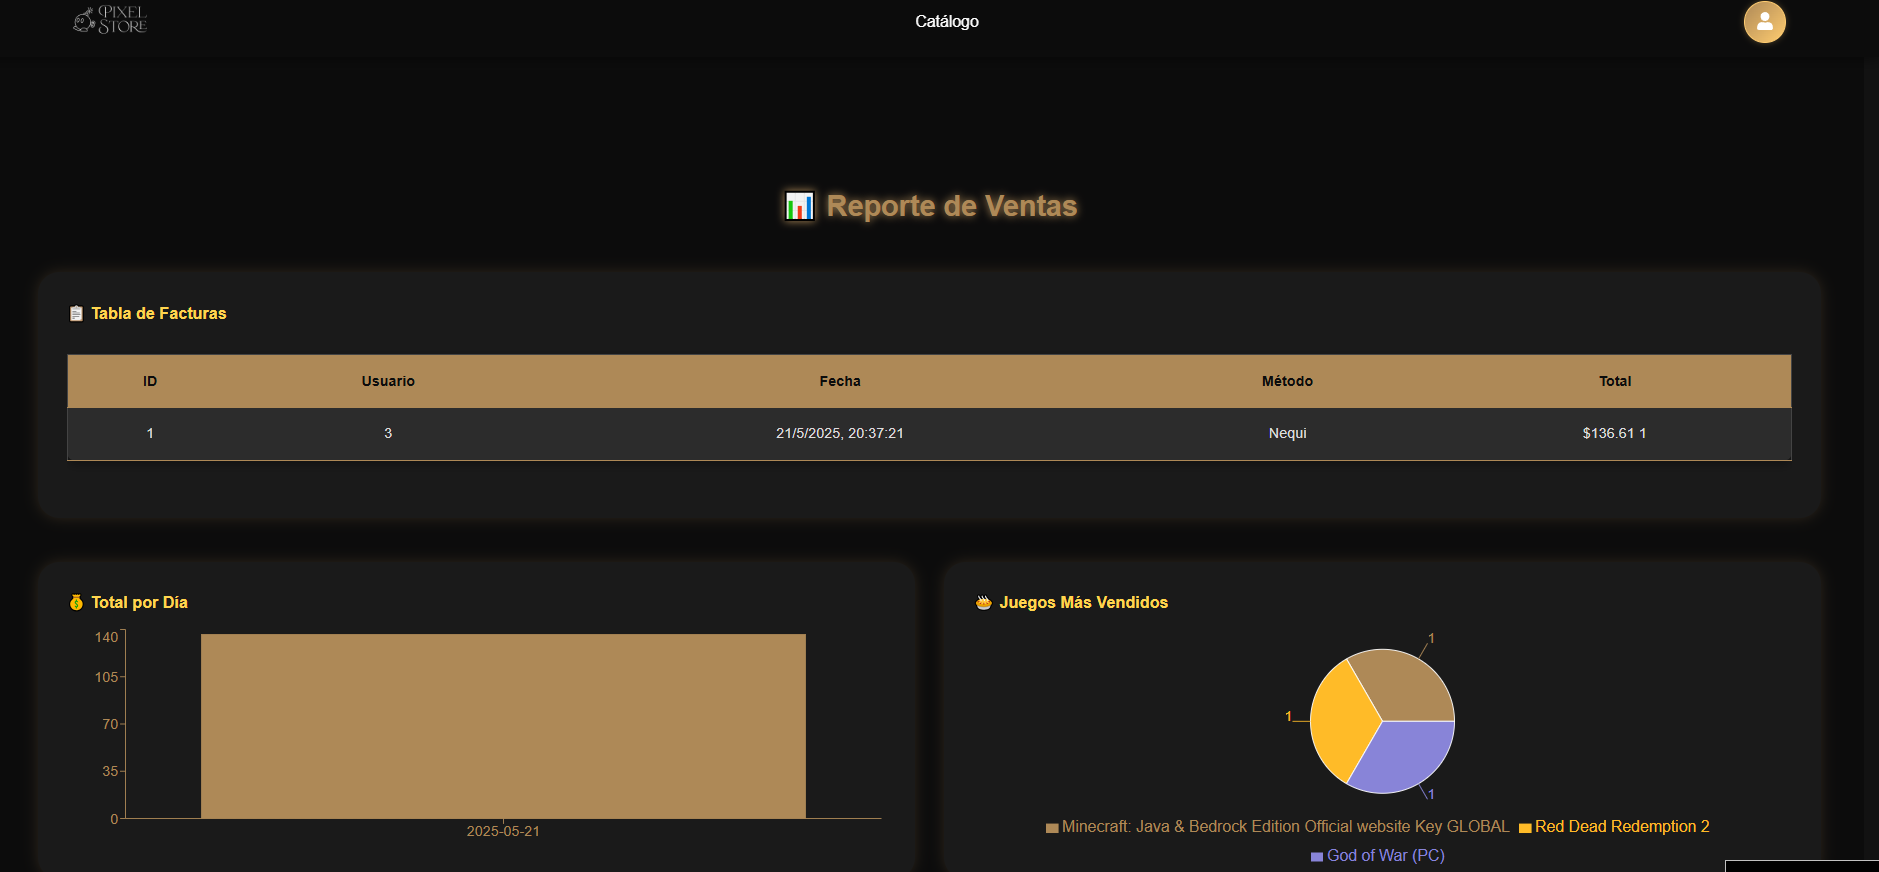 PIXEL
STORE
Catálogo
Reporte de Ventas
Tabla de Facturas
ID Usuario Fecha Método Total
1 3 21/5/2025, 20:37:21 Nequi $136.61 1
Total por Día
140
105
70
35
0
2025-05-21
Juegos Más Vendidos
1
1
1
Minecraft: Java & Bedrock Edition Official website Key GLOBAL Red Dead Redemption 2
God of War (PC)